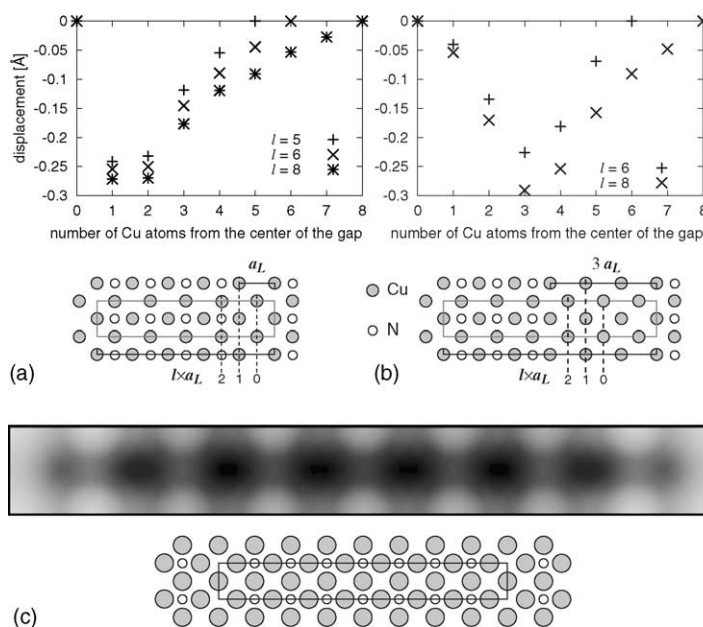 0
-0.05
-0.1
-0.15
-0.2
-0.25
-0.3
displacement [Å]
l = 5
l = 6
l = 8
0 1 2 3 4 5 6 7 8
number of Cu atoms from the center of the gap
0
-0.05
-0.1
-0.15
-0.2
-0.25
-0.3
l = 6
l = 8
0 1 2 3 4 5 6 7 8
number of Cu atoms from the center of the gap
a_L
l×a_L 2 1 0
(a)
Cu
N
3 a_L
l×a_L 2 1 0
(b)
(c)